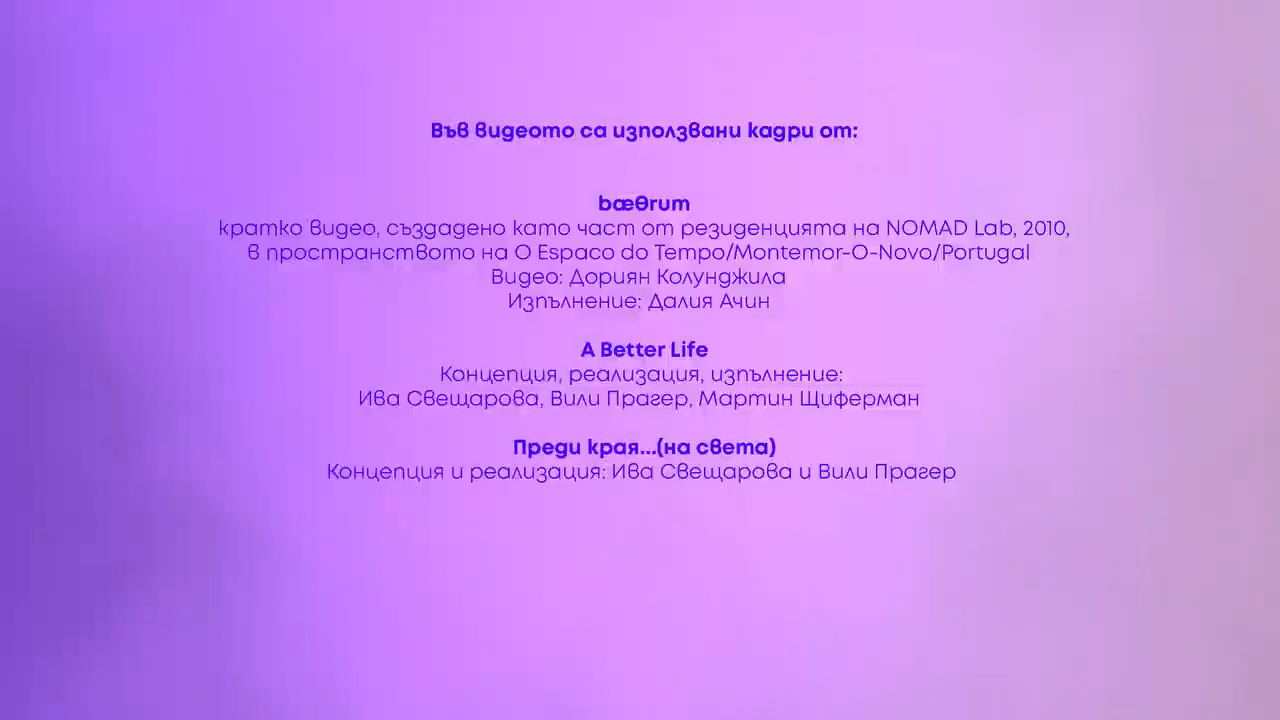 Във видеото са използвани кадри от:
bæθrum
кратко видео, създадено като част от резиденцията на NOMAD Lab, 2010,
в пространството на O Espaco do Tempo/Montemor-O-Novo/Portugal
Видео: Дориян Колунджила
Изпълнение: Далия Ачин
A Better Life
Концепция, реализация, изпълнение:
Ива Свещарова, Вили Прагер, Мартин Щиферман
Преди края...(на света)
Концепция и реализация: Ива Свещарова и Вили Прагер